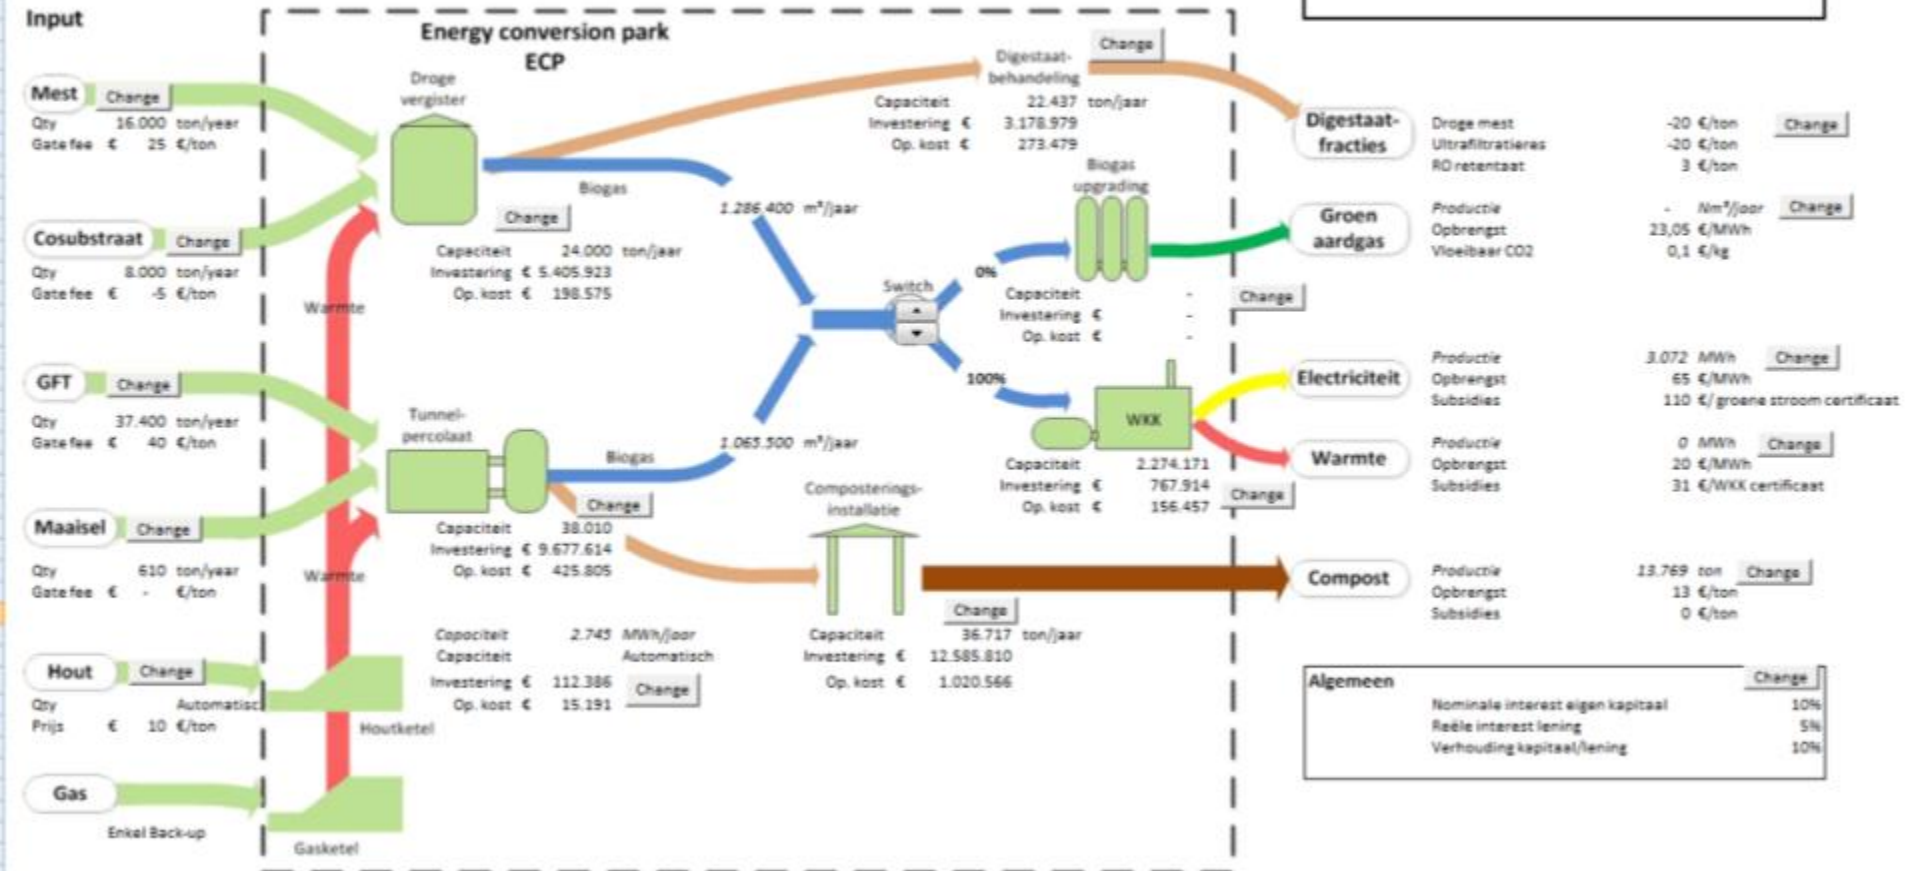 Input
Energy conversion park
ECP
Mest Change
Qty 16.000 ton/year
Gate fee € 25 €/ton
Cosubstraat Change
Qty 8.000 ton/year
Gate fee € -5 €/ton
GFT Change
Qty 37.400 ton/year
Gate fee € 40 €/ton
Maaisel Change
Qty 610 ton/year
Gate fee € - €/ton
Hout Change
Qty Automatisc
Prijs € 10 €/ton
Gas
Enkel Back-up
Warmte
Warmte
Droge
vergister
Biogas
Change
Capaciteit 24.000 ton/jaar
Investering € 5.405.923
Op. kost € 198.575
Tunnel-
percolaat
Biogas
Change
Capaciteit 38.010
Investering € 9.677.614
Op. kost € 425.805
Capaciteit 2.745 MWh/jaar
Capaciteit Automatisch
Investering € 112.386 Change
Op. kost € 15.191
Houtketel
Gasketel
1.286.400 m³/jaar
1.065.500 m³/jaar
Switch
0%
100%
Digestaat-
behandeling
Change
Capaciteit 22.437 ton/jaar
Investering € 3.178.979
Op. kost € 273.479
Biogas
upgrading
Capaciteit - Change
Investering € -
Op. kost € -
WKK
Capaciteit 2.274.171
Investering € 767.914 Change
Op. kost € 156.457
Composterings-
installatie
Change
Capaciteit 36.717 ton/jaar
Investering € 12.585.810
Op. kost € 1.020.566
Digestaat-
fracties
Droge mest -20 €/ton Change
Ultrafiltratieres -20 €/ton
RO retentaat 3 €/ton
Groen
aardgas
Productie - Nm³/jaar Change
Opbrengst 23,05 €/MWh
Vloeibaar CO2 0,1 €/kg
Electriciteit
Productie 3.072 MWh Change
Opbrengst 65 €/MWh
Subsidies 110 €/ groene stroom certificaat
Warmte
Productie 0 MWh Change
Opbrengst 20 €/MWh
Subsidies 31 €/WKK certificaat
Compost
Productie 13.769 ton Change
Opbrengst 13 €/ton
Subsidies 0 €/ton
Algemeen Change
Nominale interest eigen kapitaal 10%
Reële interest lening 5%
Verhouding kapitaal/lening 10%